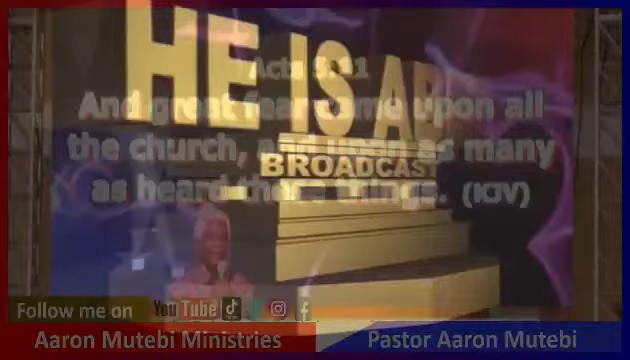 HE IS AB
Acts 5:11
And great fear came upon all
the church, and upon as many
BROADCAST
as heard these things. (KJV)
Follow me on YouTube
Aaron Mutebi Ministries
Pastor Aaron Mutebi